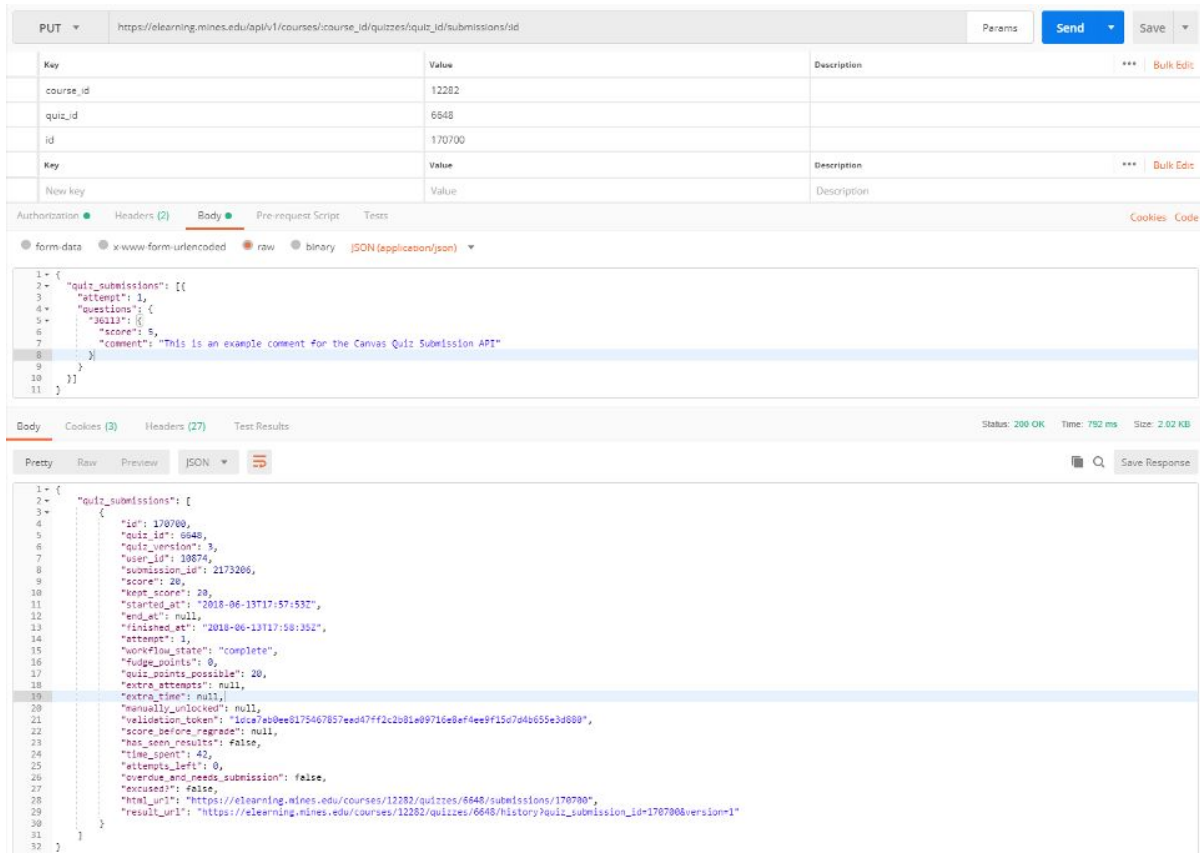 PUT https://elearning.mines.edu/api/v1/courses/:course_id/quizzes/:quiz_id/submissions/:id Params Send Save
Key Value Description ••• Bulk Edit
course_id 12282
quiz_id 6648
id 170700
Key Value Description ••• Bulk Edit
New key Value Description
Authorization Headers (2) Body Pre-request Script Tests Cookies Code
form-data x-www-form-urlencoded raw binary JSON (application/json)
1 {
2 "quiz_submissions": [{
3 "attempt": 1,
4 "questions": {
5 "36113": {
6 "score": 5,
7 "comment": "This is an example comment for the Canvas Quiz Submission API"
8 }
9 }
10 }]
11 }
Body Cookies (3) Headers (27) Test Results Status: 200 OK Time: 792 ms Size: 2.02 KB
Pretty Raw Preview JSON Save Response
1 {
2 "quiz_submissions": [
3 {
4 "id": 170700,
5 "quiz_id": 6648,
6 "quiz_version": 3,
7 "user_id": 10874,
8 "submission_id": 2173206,
9 "score": 20,
10 "kept_score": 20,
11 "started_at": "2018-06-13T17:57:53Z",
12 "end_at": null,
13 "finished_at": "2018-06-13T17:58:35Z",
14 "attempt": 1,
15 "workflow_state": "complete",
16 "fudge_points": 0,
17 "quiz_points_possible": 20,
18 "extra_attempts": null,
19 "extra_time": null,
20 "manually_unlocked": null,
21 "validation_token":
22 "score_before_regrade": null,
23 "has_seen_results": false,
24 "time_spent": 42,
25 "attempts_left": 0,
26 "overdue_and_needs_submission": false,
27 "excused?": false,
28 "html_url": "https://elearning.mines.edu/courses/12282/quizzes/6648/submissions/170700",
29 "result_url": "https://elearning.mines.edu/courses/12282/quizzes/6648/history?quiz_submission_id=170700&version=1"
30 }
31 ]
32 }